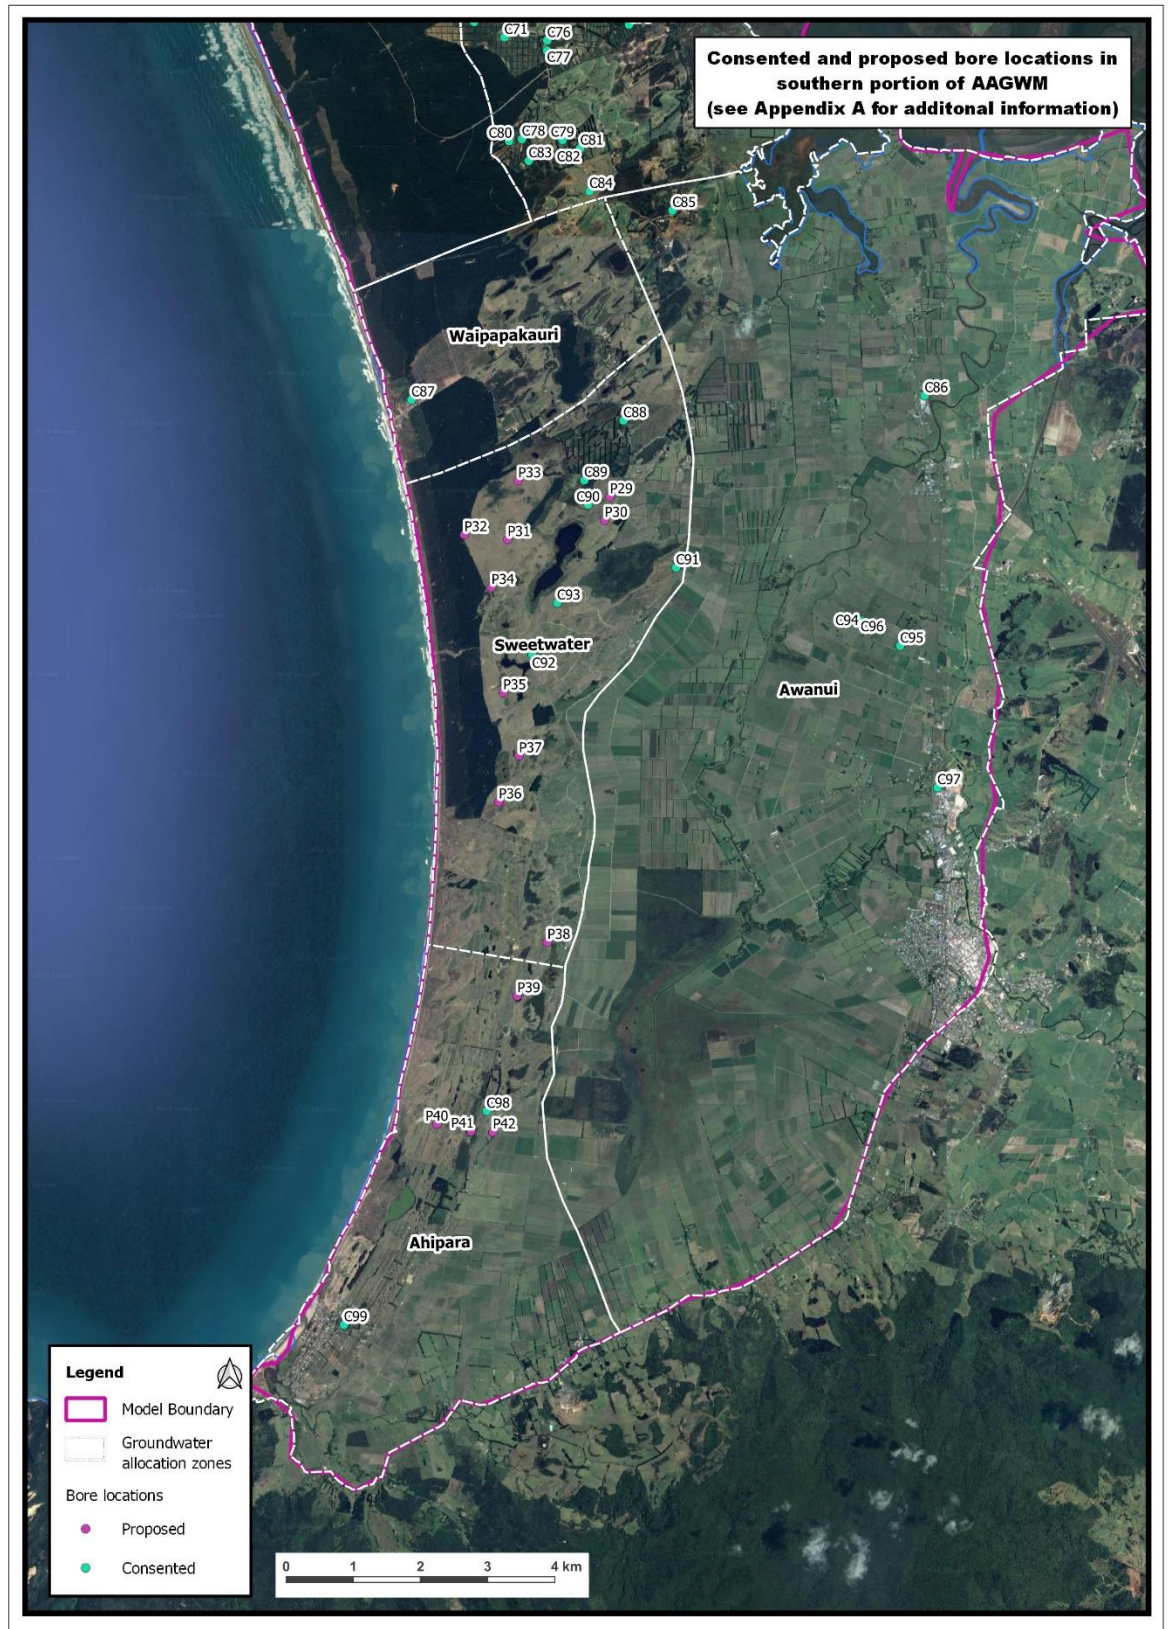 Consented and proposed bore locations in
southern portion of AAGWM
(see Appendix A for additonal information)
C71
C76
C77
C80
C78
C79
C81
C83
C82
C84
C85
Waipapakauri
C87
C86
C88
P33
C89
P29
C90
P30
P32
P31
C91
P34
C93
C94
C96
C95
Sweetwater
C92
P35
Awanui
P37
C97
P36
P38
P39
C98
P40
P41
P42
Ahipara
C99
Legend
Model Boundary
Groundwater
allocation zones
Bore locations
Proposed
Consented
0 1 2 3 4 km